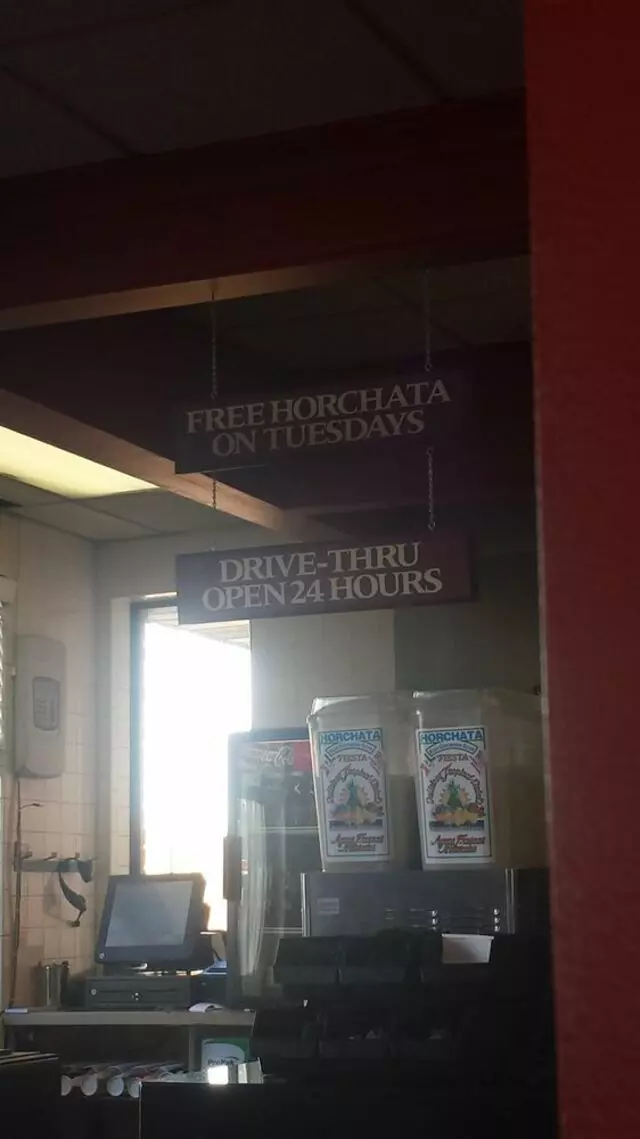 FREE HORCHATA
ON TUESDAYS
DRIVE-THRU
OPEN 24 HOURS
HORCHATA
FIESTA
HORCHATA
FIESTA